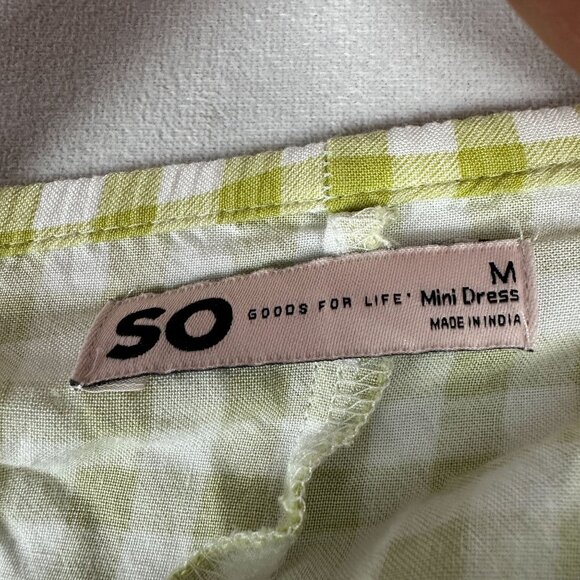 SO GOODS FOR LIFE' M
Mini Dress
MADE IN INDIA